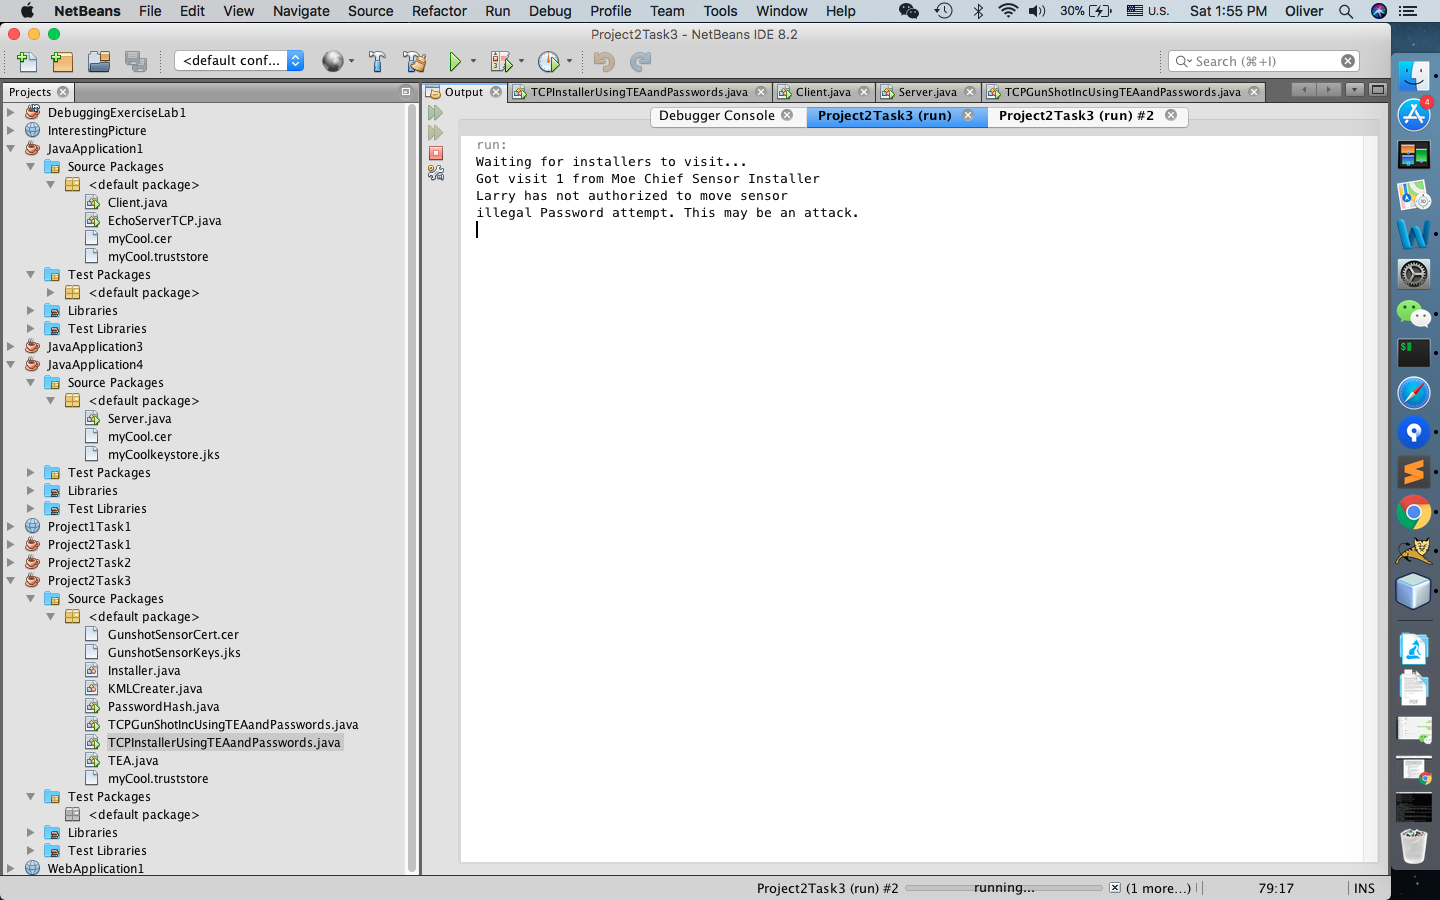 NetBeans File Edit View Navigate Source Refactor Run Debug Profile Team Tools Window Help 30% U.S. Sat 1:55 PM Oliver
Project2Task3 - NetBeans IDE 8.2
<default conf...
Search (⌘+I)
Projects
Output
TCPInstallerUsingTEAandPasswords.java
Client.java
Server.java
TCPGunShotIncUsingTEAandPasswords.java
Debugger Console
Project2Task3 (run)
Project2Task3 (run) #2
run:
Waiting for installers to visit...
Got visit 1 from Moe Chief Sensor Installer
Larry has not authorized to move sensor
illegal Password attempt. This may be an attack.
DebuggingExerciseLab1
InterestingPicture
JavaApplication1
Source Packages
<default package>
Client.java
EchoServerTCP.java
myCool.cer
myCool.truststore
Test Packages
<default package>
Libraries
Test Libraries
JavaApplication3
JavaApplication4
Source Packages
<default package>
Server.java
myCool.cer
myCoolkeystore.jks
Test Packages
Libraries
Test Libraries
Project1Task1
Project2Task1
Project2Task2
Project2Task3
Source Packages
<default package>
GunshotSensorCert.cer
GunshotSensorKeys.jks
Installer.java
KMLCreater.java
PasswordHash.java
TCPGunShotIncUsingTEAandPasswords.java
TCPInstallerUsingTEAandPasswords.java
TEA.java
myCool.truststore
Test Packages
<default package>
Libraries
Test Libraries
WebApplication1
4
Project2Task3 (run) #2
running...
(1 more...)
79:17
INS